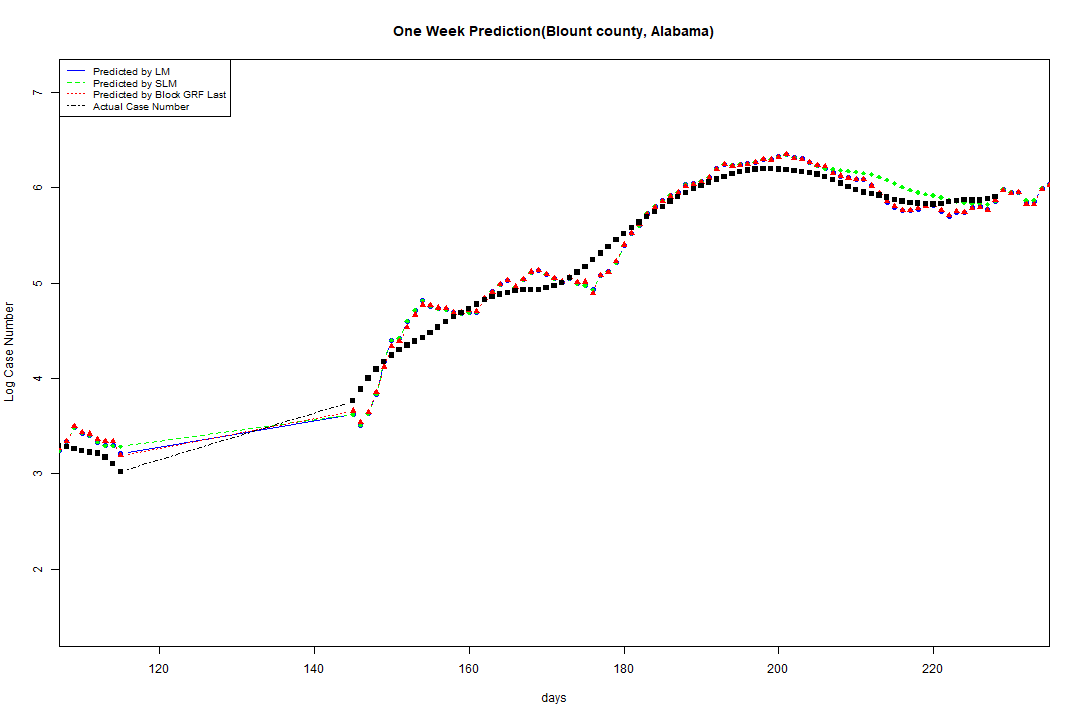 One Week Prediction(Blount county, Alabama)
Predicted by LM
Predicted by SLM
Predicted by Block GRF Last
Actual Case Number
7
6
5
4
3
2
Log Case Number
120 140 160 180 200 220
days